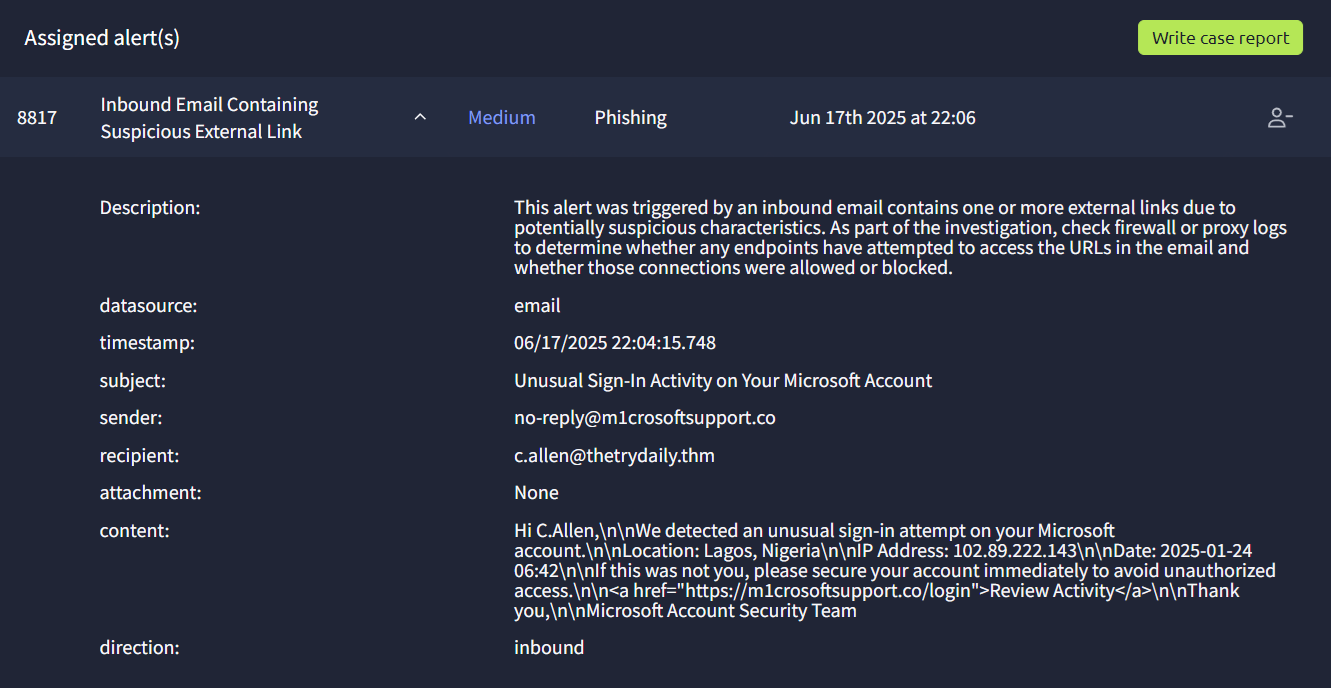 Assigned alert(s)
Write case report
8817
Inbound Email Containing
Suspicious External Link
Medium
Phishing
Jun 17th 2025 at 22:06
Description:
This alert was triggered by an inbound email contains one or more external links due to
potentially suspicious characteristics. As part of the investigation, check firewall or proxy logs
to determine whether any endpoints have attempted to access the URLs in the email and
whether those connections were allowed or blocked.
datasource:
email
timestamp:
06/17/2025 22:04:15.748
subject:
Unusual Sign-In Activity on Your Microsoft Account
sender:
no-reply@m1crosoftsupport.co
recipient:
c.allen@thetrydaily.thm
attachment:
None
content:
Hi C.Allen,\n\nWe detected an unusual sign-in attempt on your Microsoft
account.\n\nLocation: Lagos, Nigeria\n\nIP Address: 102.89.222.143\n\nDate: 2025-01-24
06:42\n\nIf this was not you, please secure your account immediately to avoid unauthorized
access.\n\n<a href="https://m1crosoftsupport.co/login">Review Activity</a>\n\nThank
you,\n\nMicrosoft Account Security Team
direction:
inbound